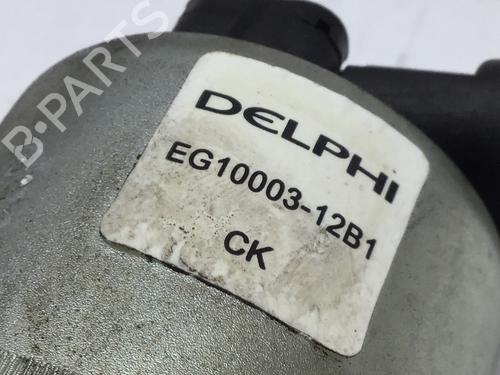 B-PARTS
DELPHI
EG10003-12B1
CK